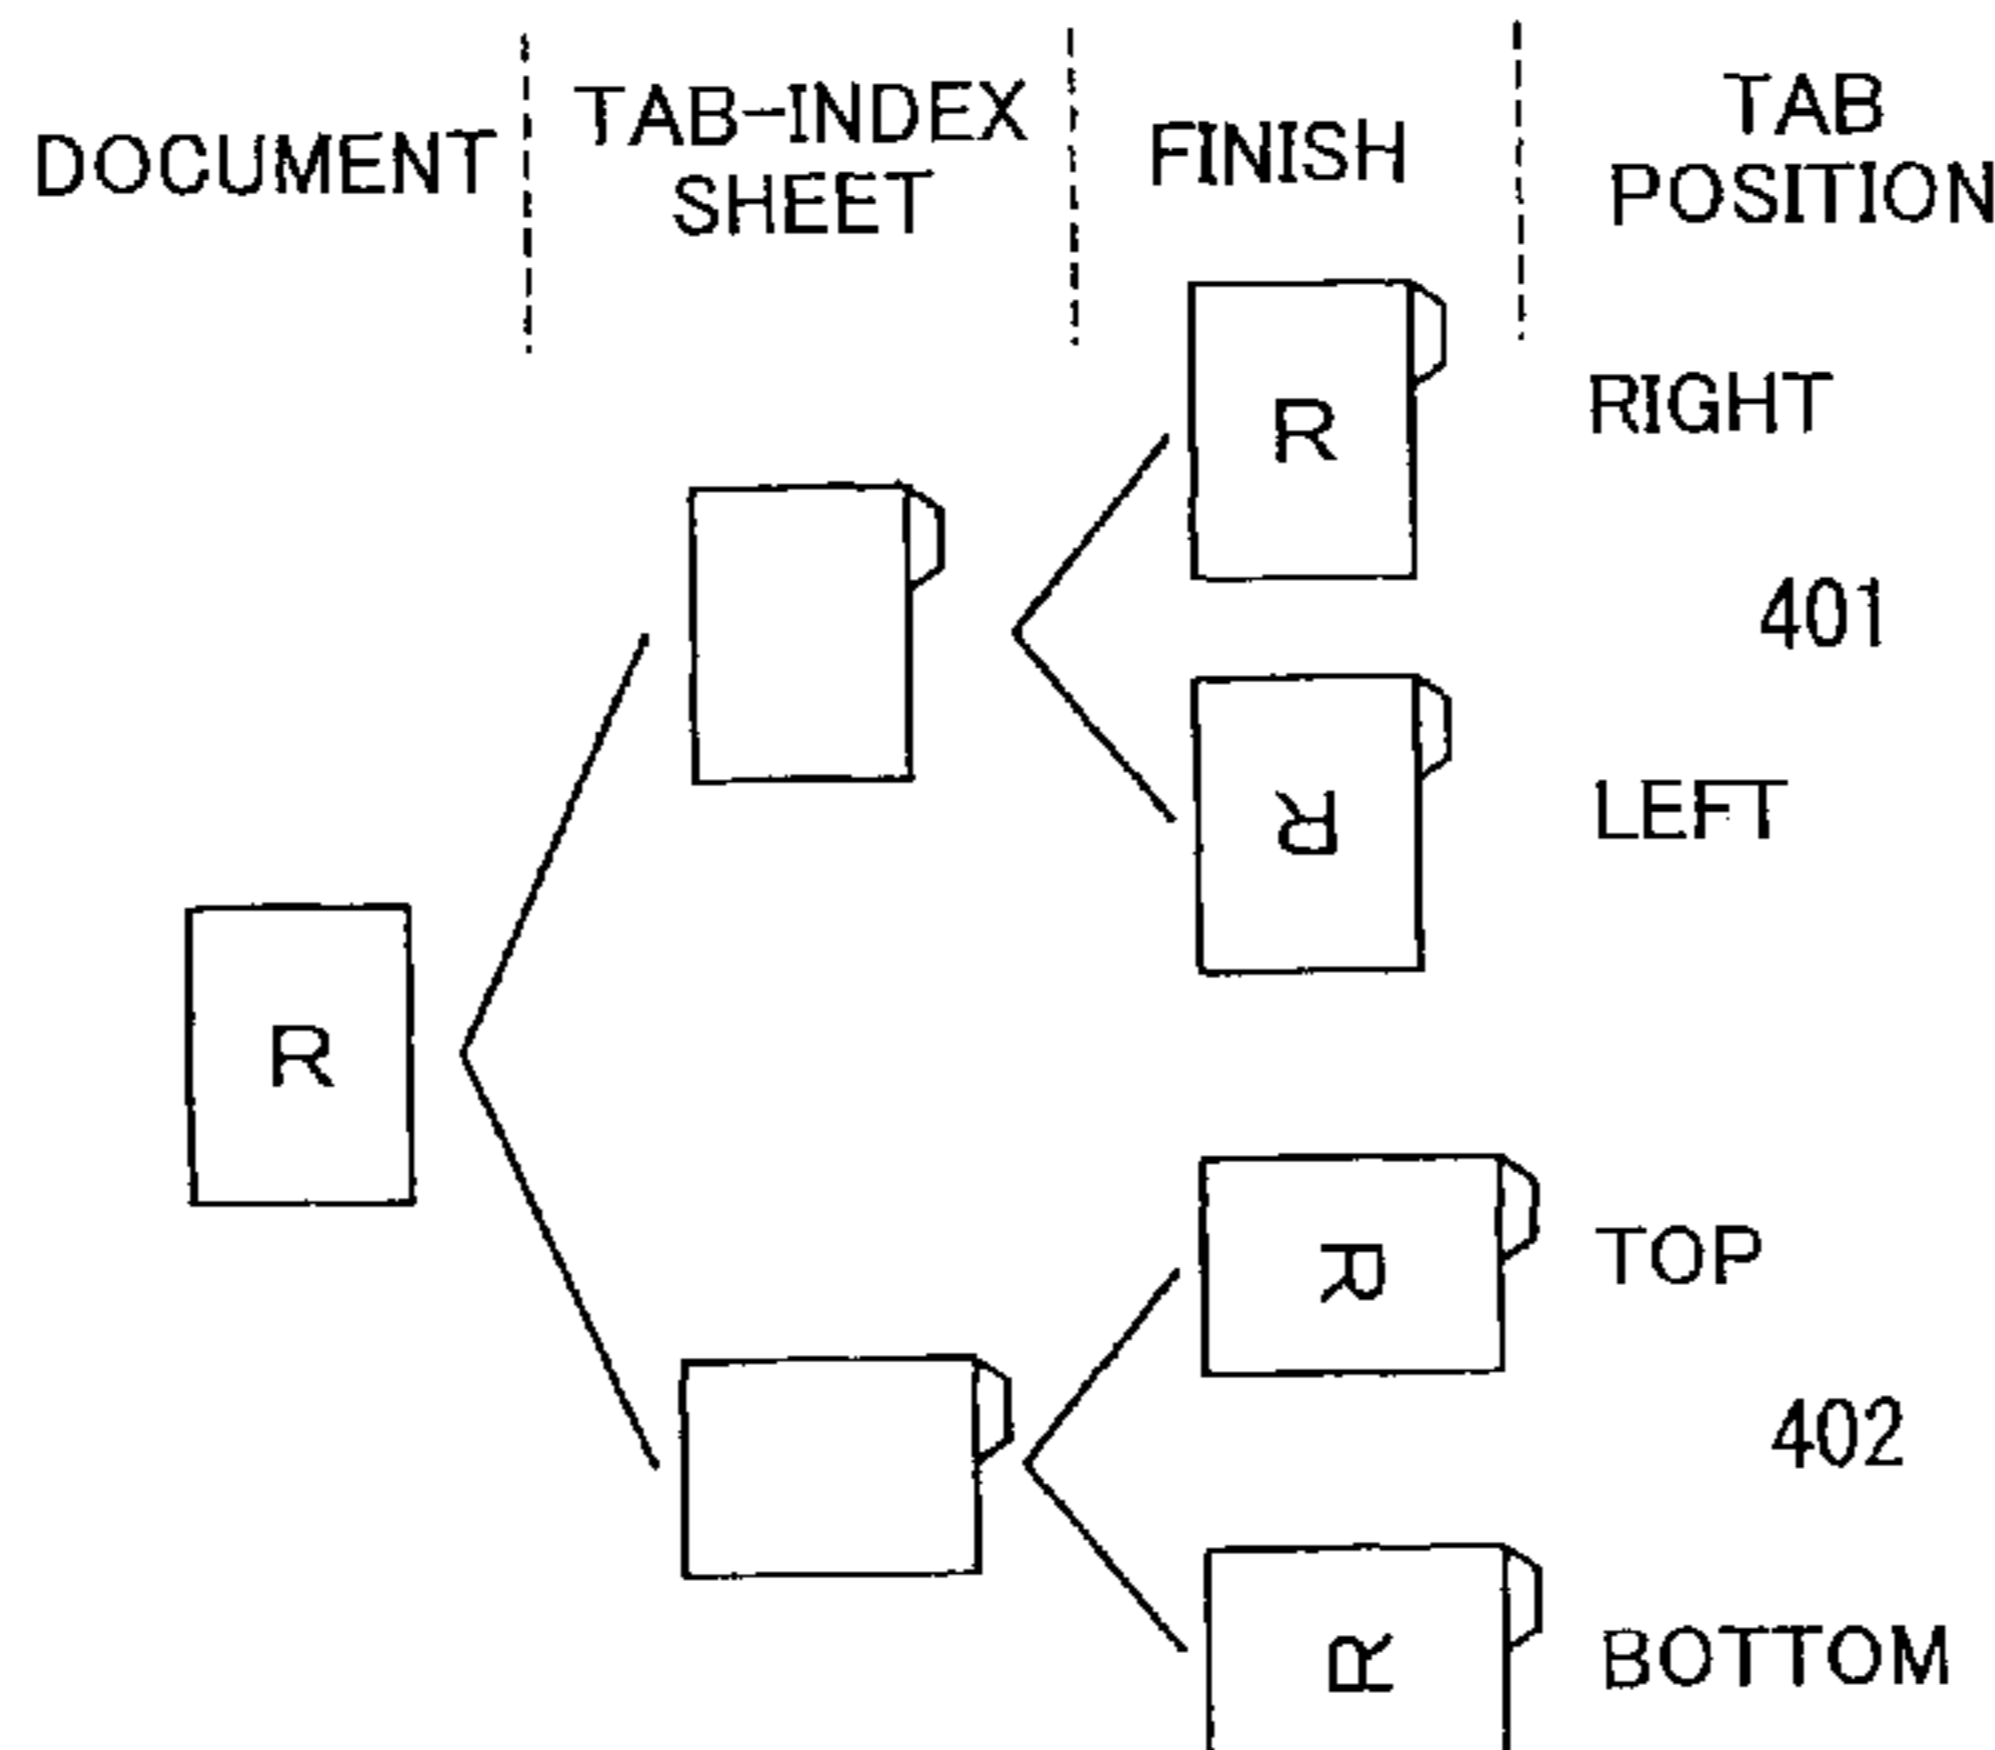 DOCUMENT
TAB-INDEX
SHEET
FINISH
TAB
POSITION
R
RIGHT
401
R
LEFT
R
R
TOP
402
R
BOTTOM